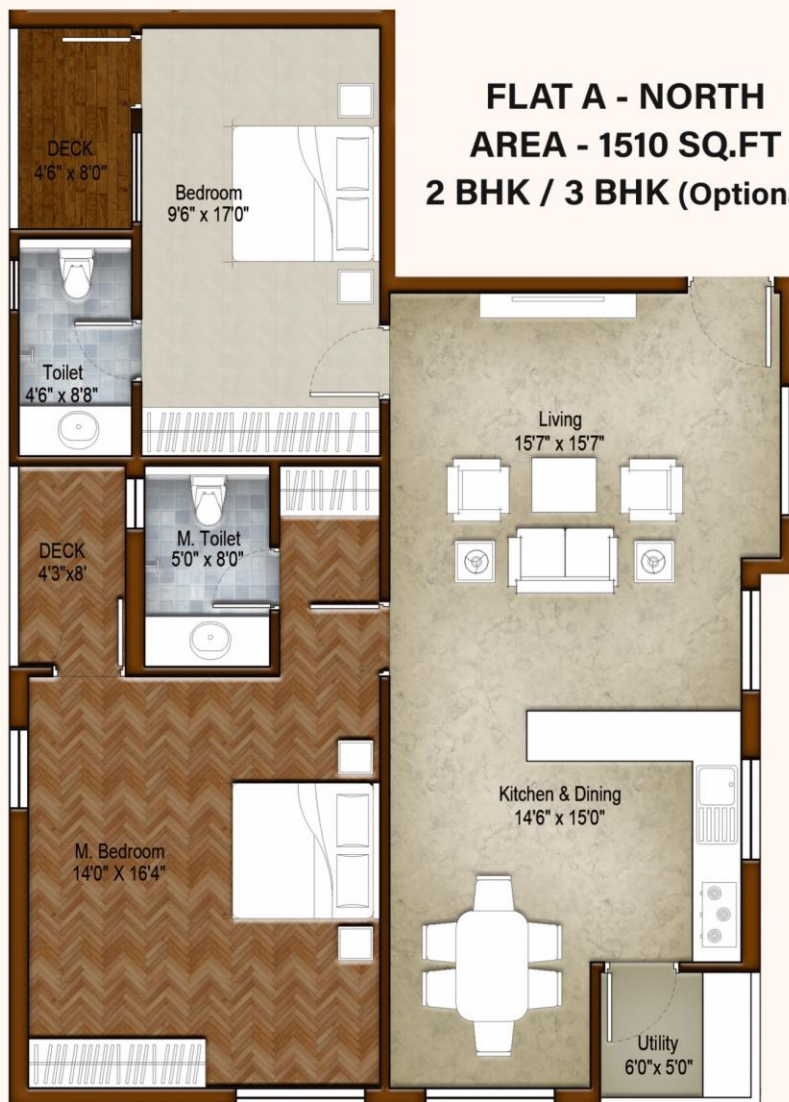 FLAT A - NORTH
AREA - 1510 SQ.FT
2 BHK / 3 BHK (Optiona
DECK
4'6" x 8'0"
Bedroom
9'6" x 17'0"
Toilet
4'6" x 8'8"
Living
15'7" x 15'7"
DECK
4'3"x8'
M. Toilet
5'0" x 8'0"
Kitchen & Dining
14'6" x 15'0"
M. Bedroom
14'0" X 16'4"
Utility
6'0"x 5'0"